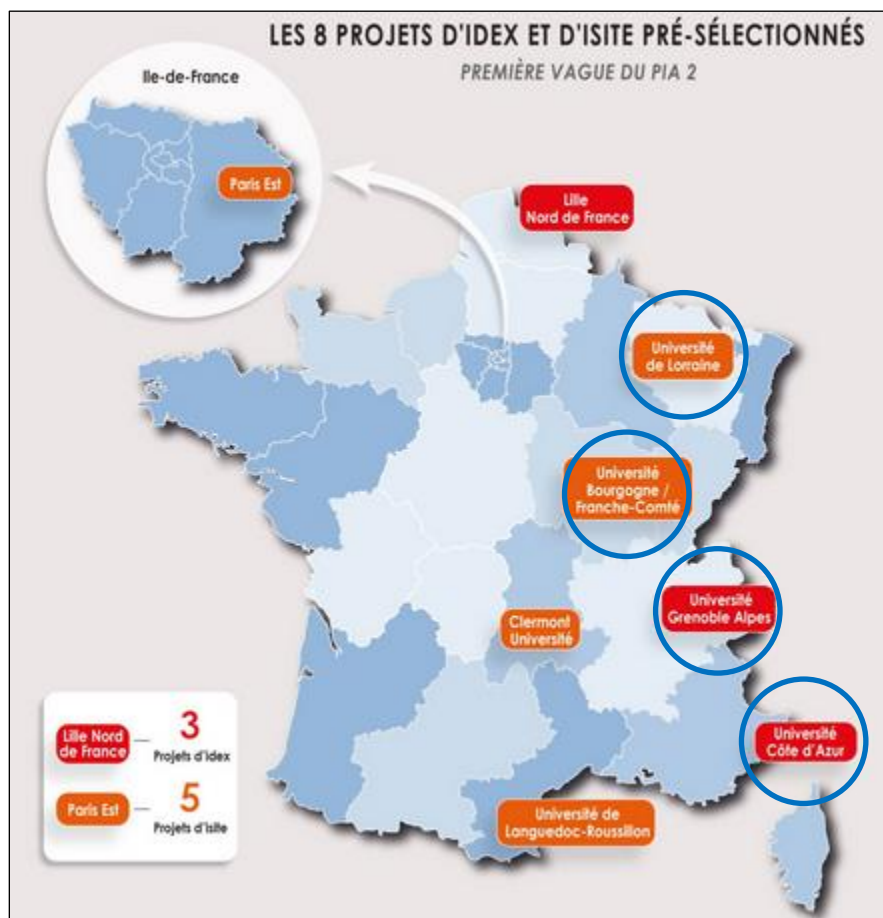 LES 8 PROJETS D'IDEX ET D'ISITE PRÉ-SÉLECTIONNÉS
PREMIÈRE VAGUE DU PIA 2
Ile-de-France
Paris Est
Lille
Nord de France
Université
de Lorraine
Université
Bourgogne /
Franche-Comté
Université
Grenoble Alpes
Clermont
Université
Université
Côte d'Azur
Université de
Languedoc-Roussillon
Lille Nord
de France
3
Projets d'idex
Paris Est
5
Projets d'isite